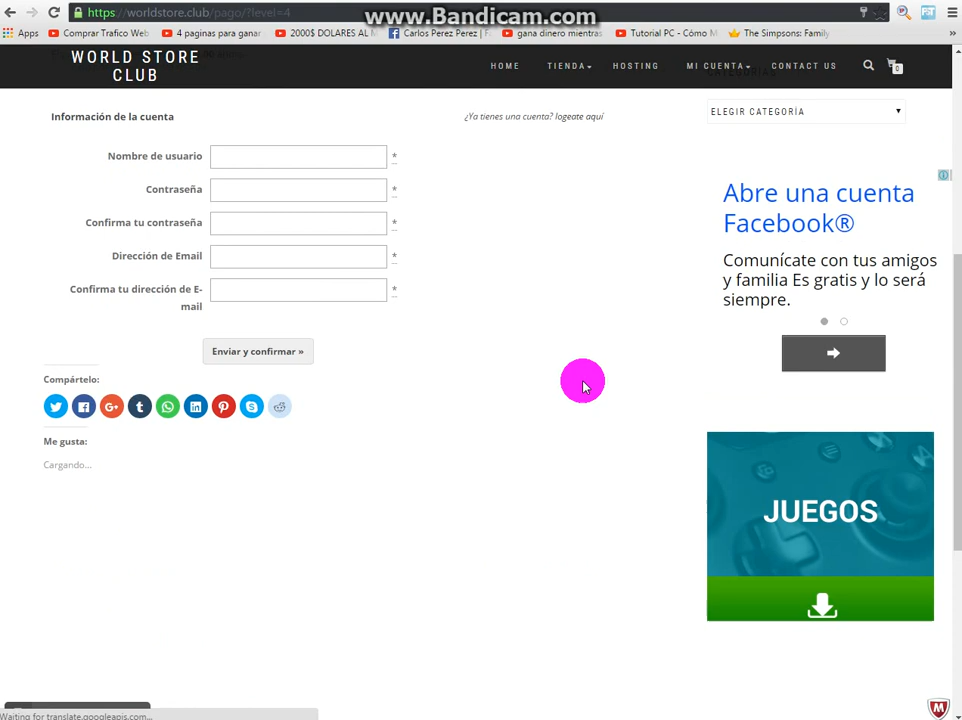 https://worldstore.club/pago/?level=4
www.Bandicam.com
Apps
Comprar Trafico Web
4 paginas para ganar
2000$ DOLARES AL M
Carlos Perez Perez | F
gana dinero mientras
Tutorial PC - Cómo M
The Simpsons: Family
»
WORLD STORE
CLUB
HOME
TIENDA
HOSTING
MI CUENTA
CONTACT US
0
CATEGORÍAS
Información de la cuenta
¿Ya tienes una cuenta? logeate aquí
ELEGIR CATEGORÍA
Nombre de usuario
*
Contraseña
*
Confirma tu contraseña
*
Dirección de Email
*
Confirma tu dirección de E-
mail
*
Enviar y confirmar »
Abre una cuenta
Facebook®
Comunícate con tus amigos
y familia Es gratis y lo será
siempre.
Compártelo:
Me gusta:
Cargando...
JUEGOS
Waiting for translate.googleapis.com...